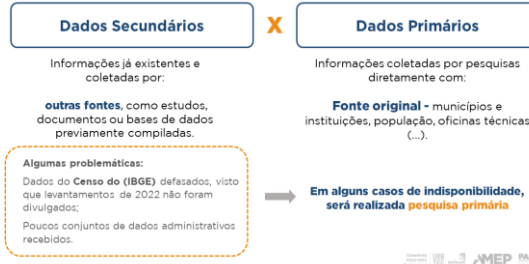 Dados Secundários
X
Dados Primários
Informações já existentes e
coletadas por:
outras fontes, como estudos,
documentos ou bases de dados
previamente compiladas.
Algumas problemáticas:
Dados do Censo do (IBGE) defasados, visto
que levantamentos de 2022 não foram
divulgados;
Poucos conjuntos de dados administrativos
recebidos.
Informações coletadas por pesquisas
diretamente com:
Fonte original - municípios e
instituições, população, oficinas técnicas
(...).
Em alguns casos de indisponibilidade,
será realizada pesquisa primária
AMEP